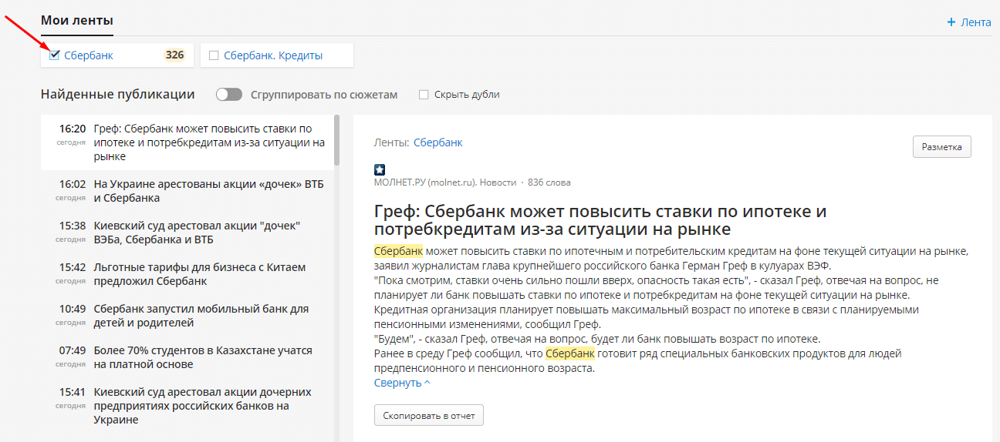 Мои ленты
+ Лента
Сбербанк 326
Сбербанк. Кредиты
Найденные публикации
Сгруппировать по сюжетам
Скрыть дубли
16:20 Греф: Сбербанк может повысить ставки по
сегодня ипотеке и потребкредитам из-за ситуации на
рынке
16:02 На Украине арестованы акции «дочек» ВТБ
сегодня и Сбербанка
15:38 Киевский суд арестовал акции "дочек"
сегодня ВЭБа, Сбербанка и ВТБ
15:42 Льготные тарифы для бизнеса с Китаем
сегодня предложил Сбербанк
10:49 Сбербанк запустил мобильный банк для
сегодня детей и родителей
07:49 Более 70% студентов в Казахстане учатся
сегодня на платной основе
15:41 Киевский суд арестовал акции дочерних
сегодня предприятиях российских банков на
Украине
Ленты: Сбербанк
Разметка
МОЛНЕТ.РУ (molnet.ru). Новости · 836 слова
Греф: Сбербанк может повысить ставки по ипотеке и
потребкредитам из-за ситуации на рынке
Сбербанк может повысить ставки по ипотечным и потребительским кредитам на фоне текущей ситуации на рынке,
заявил журналистам глава крупнейшего российского банка Герман Греф в кулуарах ВЭФ.
"Пока смотрим, ставки очень сильно пошли вверх, опасность такая есть", - сказал Греф, отвечая на вопрос, не
планирует ли банк повышать ставки по ипотеке и потребкредитам на фоне текущей ситуации на рынке.
Кредитная организация планирует повышать максимальный возраст по ипотеке в связи с планируемыми
пенсионными изменениями, сообщил Греф.
"Будем", - сказал Греф, отвечая на вопрос, будет ли банк повышать возраст по ипотеке.
Ранее в среду Греф сообщил, что Сбербанк готовит ряд специальных банковских продуктов для людей
предпенсионного и пенсионного возраста.
Свернуть
Скопировать в отчет